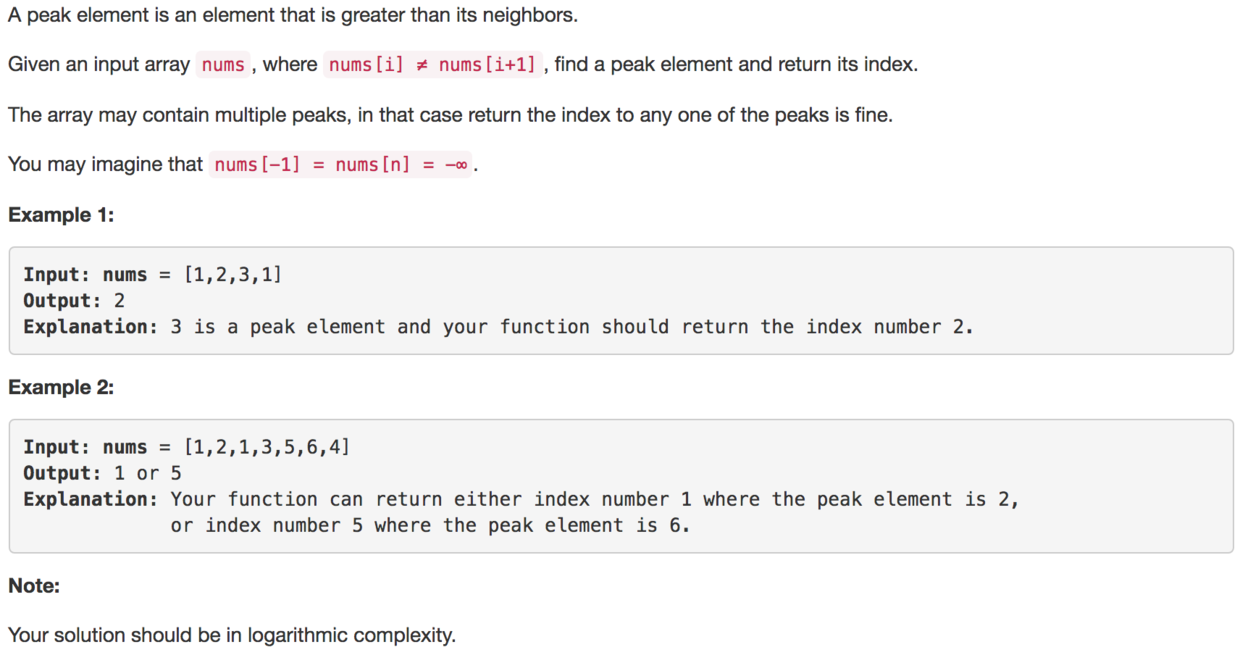 A peak element is an element that is greater than its neighbors.
Given an input array nums, where nums[i] ≠ nums[i+1], find a peak element and return its index.
The array may contain multiple peaks, in that case return the index to any one of the peaks is fine.
You may imagine that nums[-1] = nums[n] = -∞.
Example 1:
Input: nums = [1,2,3,1]
Output: 2
Explanation: 3 is a peak element and your function should return the index number 2.
Example 2:
Input: nums = [1,2,1,3,5,6,4]
Output: 1 or 5
Explanation: Your function can return either index number 1 where the peak element is 2,
or index number 5 where the peak element is 6.
Note:
Your solution should be in logarithmic complexity.